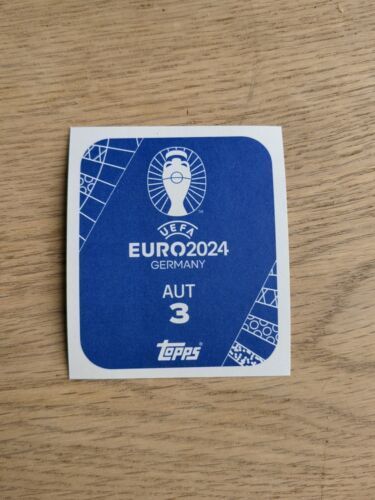 UEFA
EURO2024
GERMANY
AUT
3
Topps